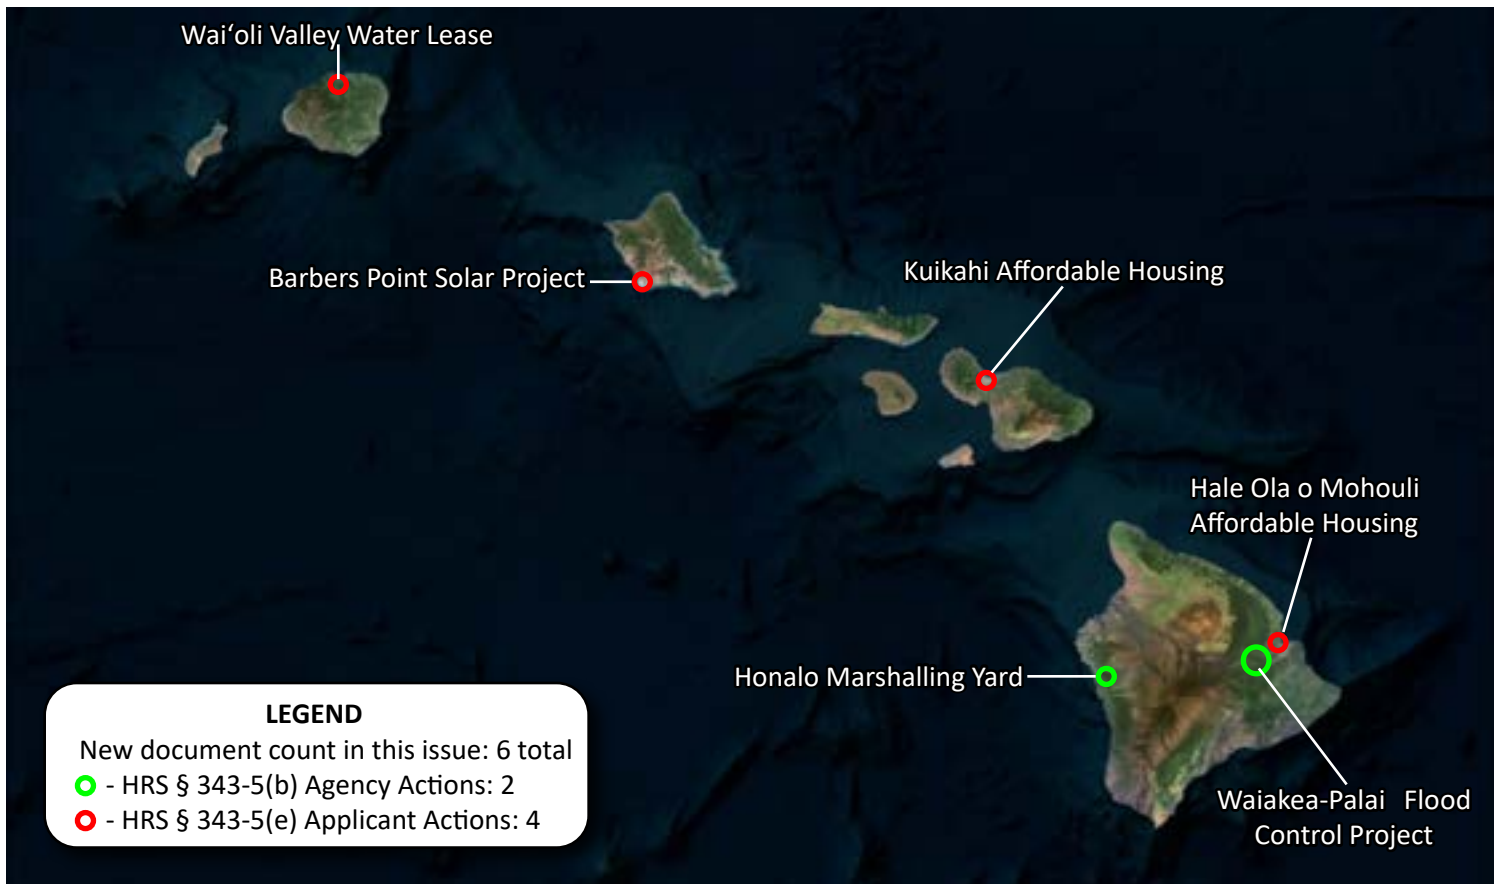 Wai‘oli Valley Water Lease
Barbers Point Solar Project
Kuikahi Affordable Housing
Hale Ola o Mohouli
Affordable Housing
Honalo Marshalling Yard
Waiakea-Palai Flood
Control Project
LEGEND
New document count in this issue: 6 total
- HRS § 343-5(b) Agency Actions: 2
- HRS § 343-5(e) Applicant Actions: 4